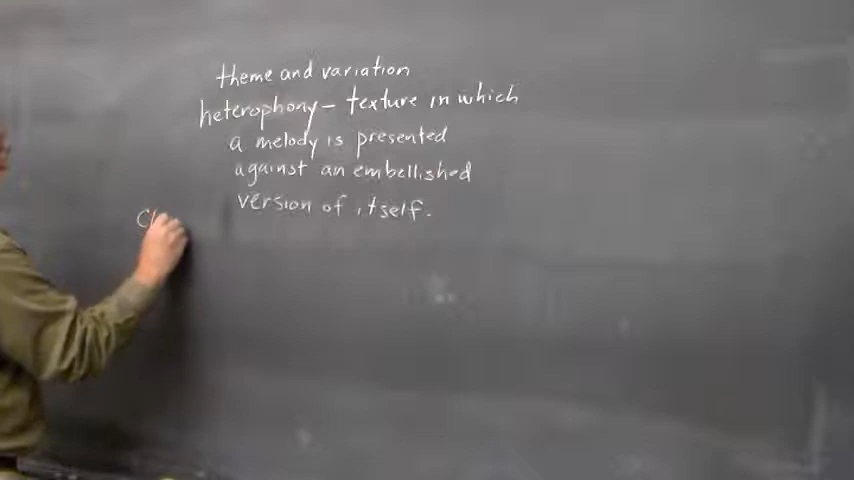 theme and variation
heterophony – texture in which
a melody is presented
against an embellished
version of itself.